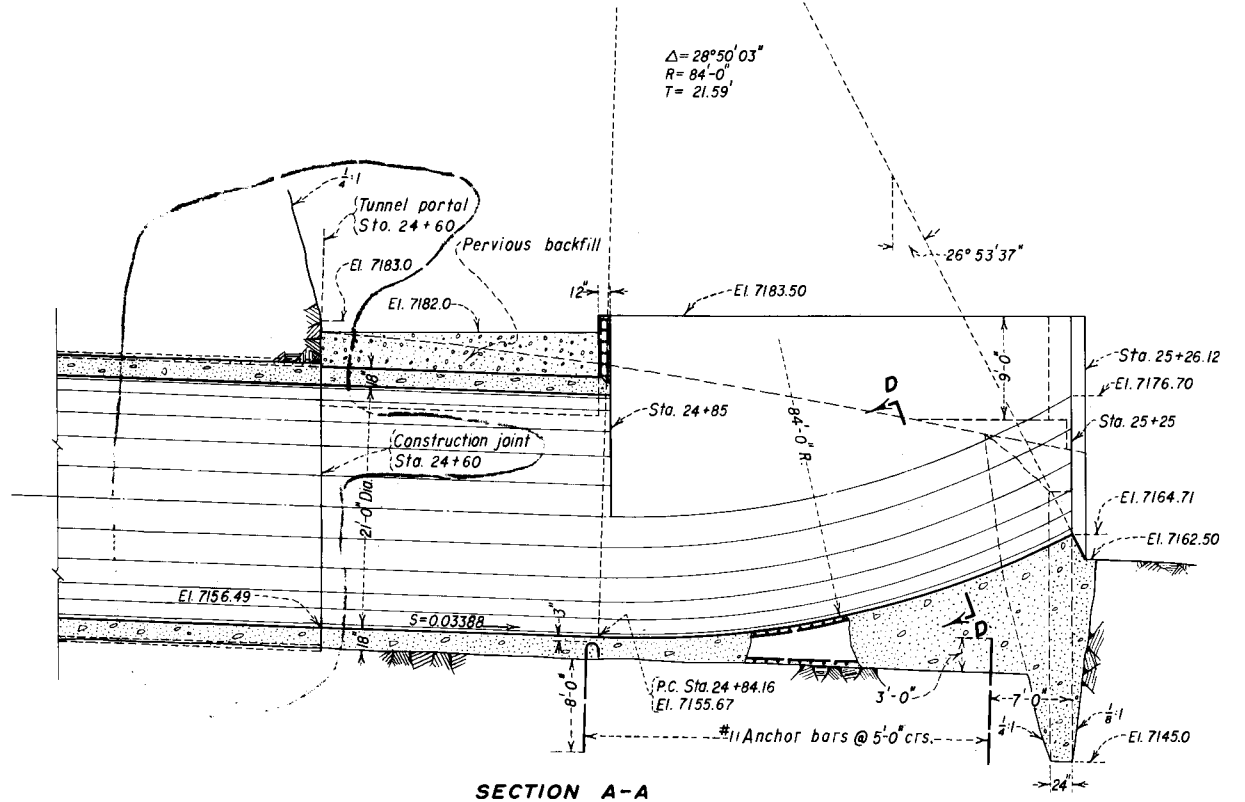 Δ= 28°50'03"
R= 84'-0"
T= 21.59'
¼:1
Tunnel portal
Sta. 24+60
Pervious backfill
26° 53'37"
El. 7183.0
12"
El. 7183.50
El. 7182.0
9'-0"
Sta. 25+26.12
El. 7176.70
18"
D
Sta. 24+85
84'-0" R
Sta. 25+25
Construction joint
Sta. 24+60
21'-0" Dia.
El. 7164.71
El. 7162.50
El. 7156.49
S=0.03388
3"
18"
D
8'-0"
P.C. Sta. 24+84.16
El. 7155.67
3'-0"
7'-0"
#11 Anchor bars @ 5'-0" crs.
¼:1
⅛:1
El. 7145.0
24"
SECTION A-A